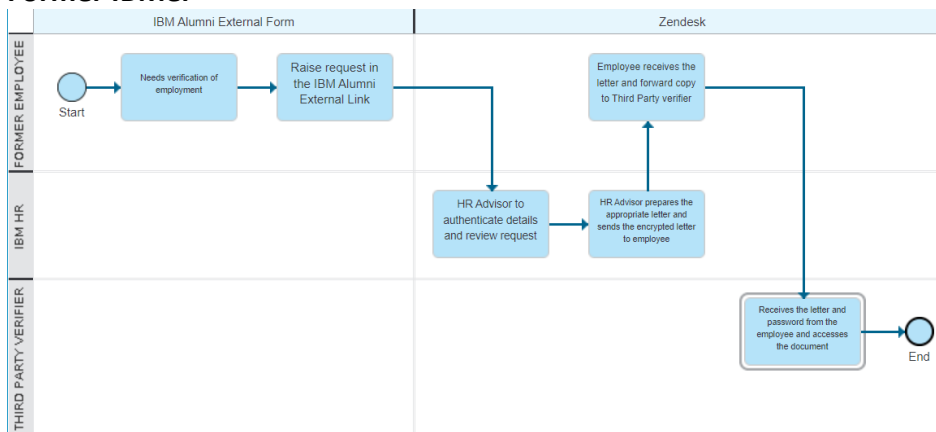 Former IBMer
IBM Alumni External Form
Zendesk
FORMER EMPLOYEE
Start
Needs verification of
employment
Raise request in
the IBM Alumni
External Link
Employee receives the
letter and forward copy
to Third Party verifier
IBM HR
HR Advisor to
authenticate details
and review request
HR Advisor prepares the
appropriate letter and
sends the encrypted letter
to employee
THIRD PARTY VERIFIER
Receives the letter and
password from the
employee and accesses
the document
End